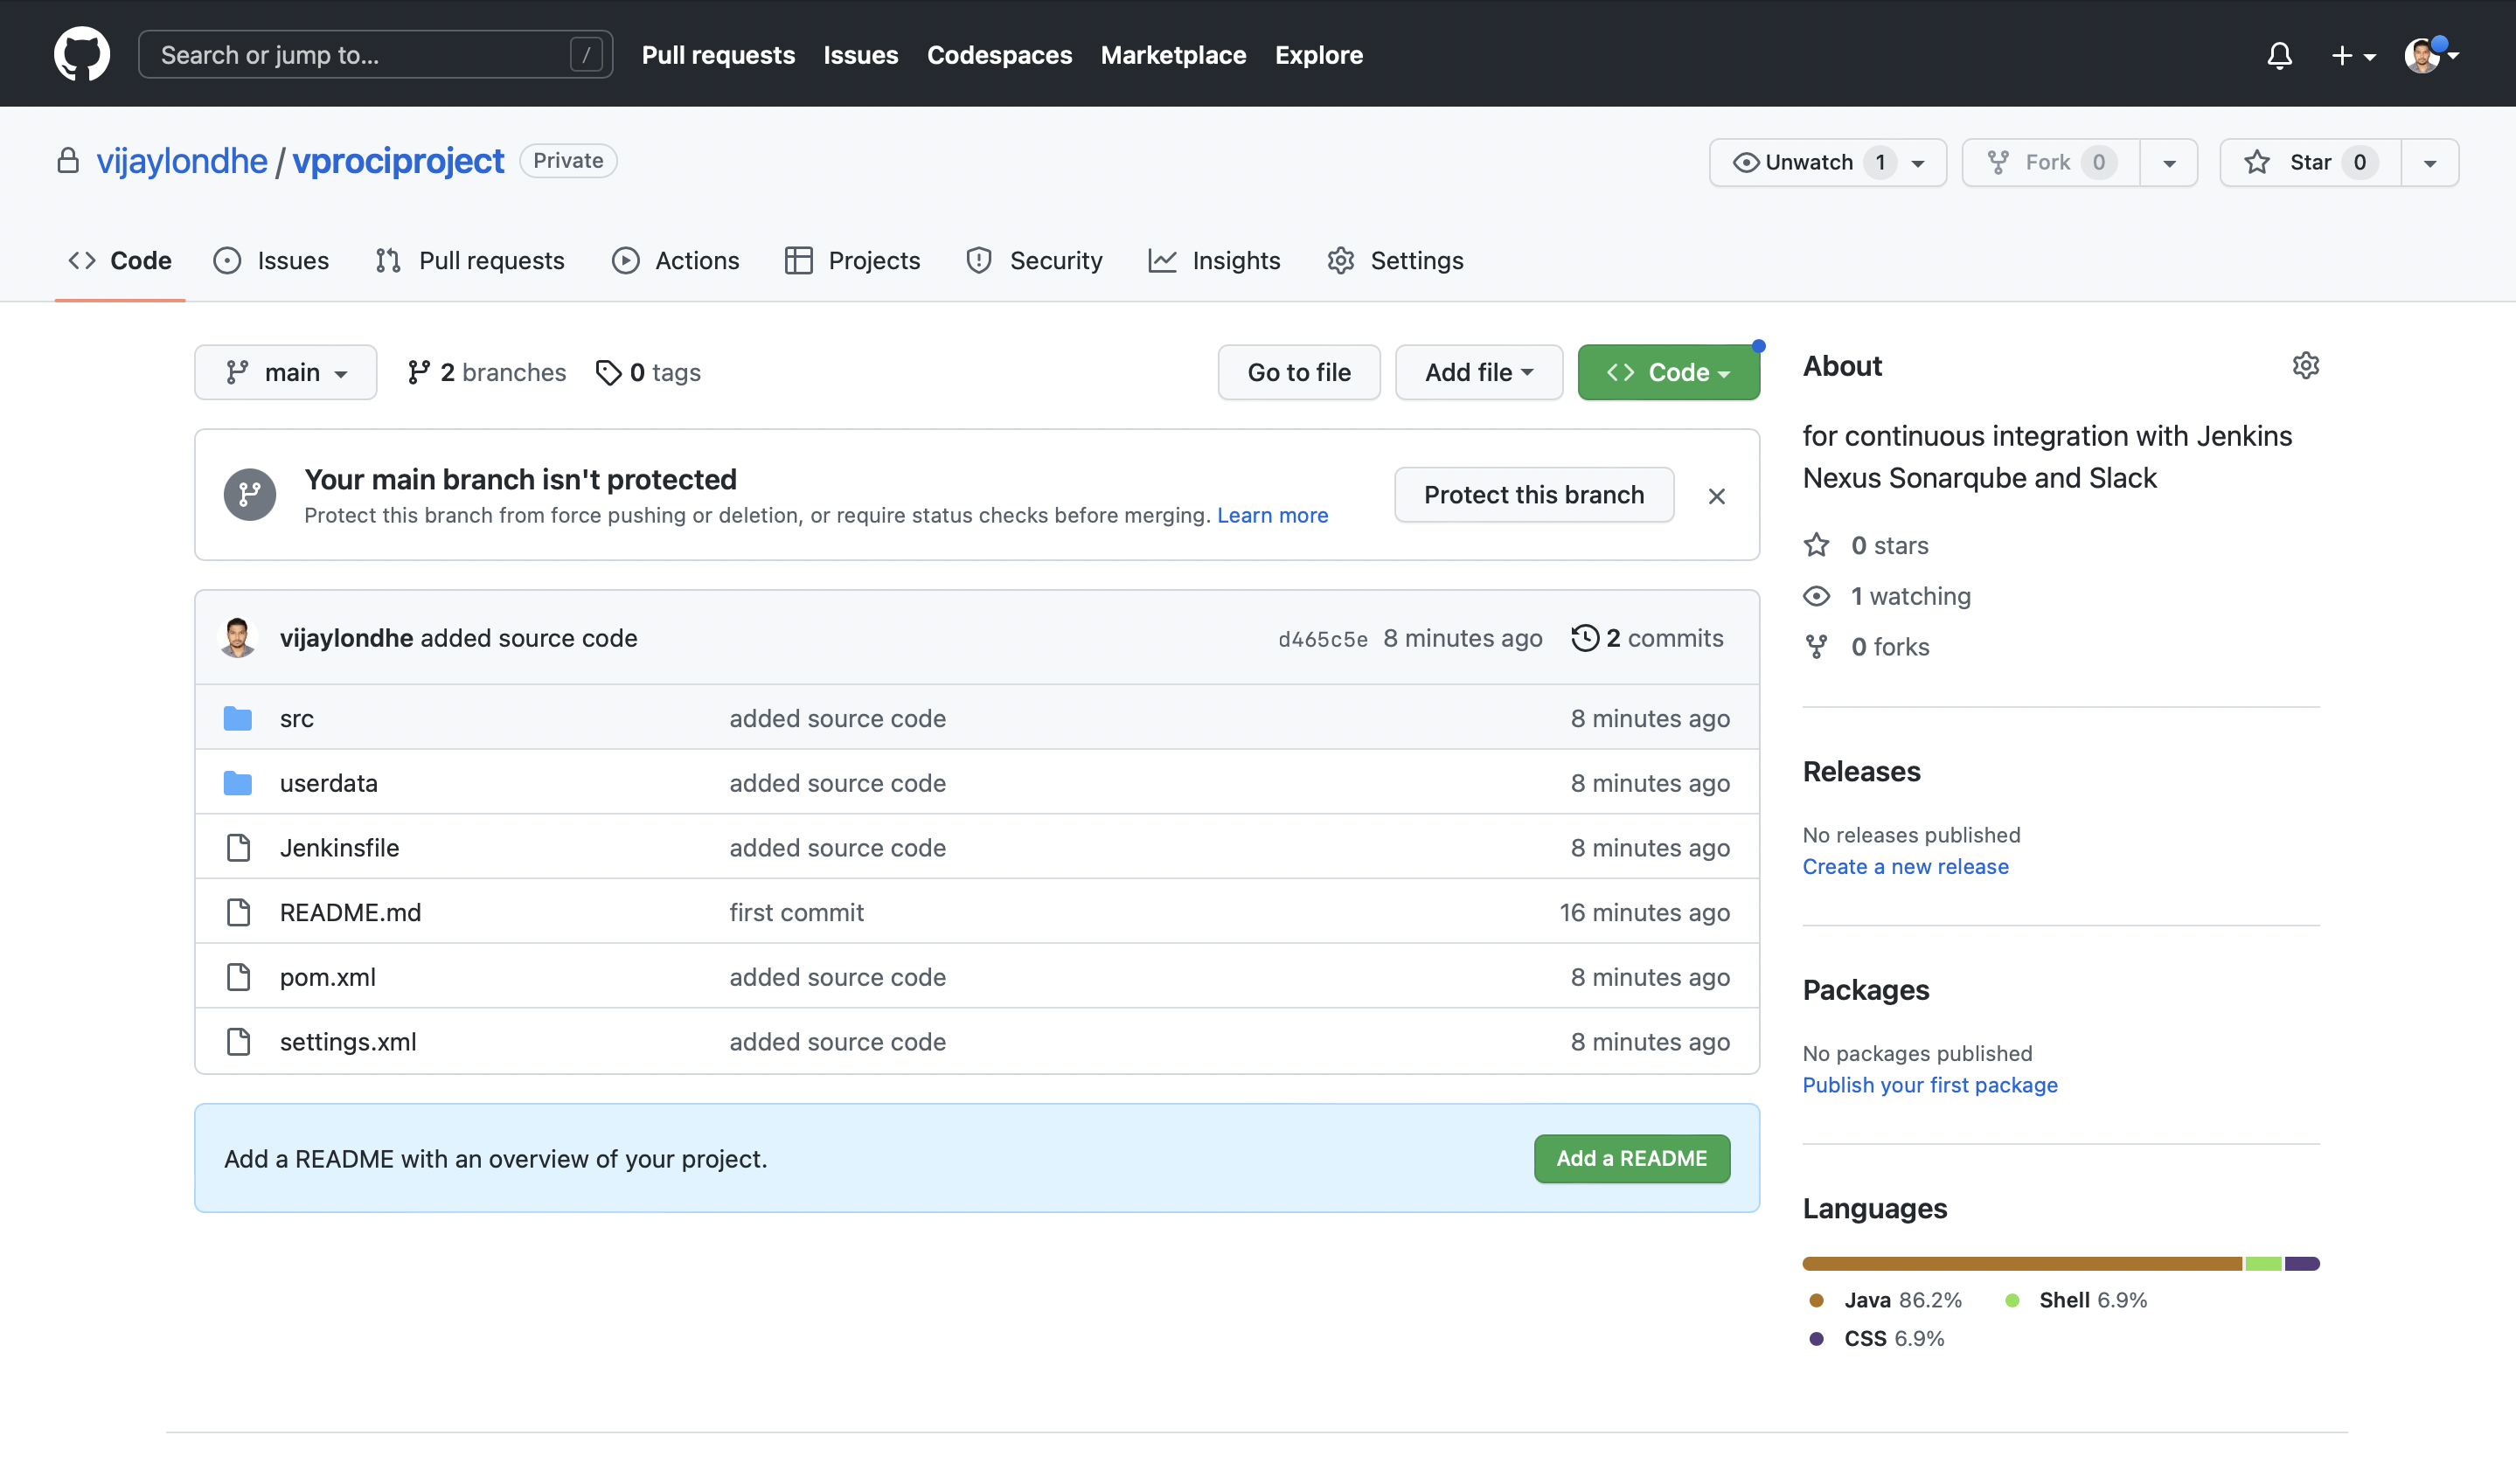 Search or jump to... /
Pull requests Issues Codespaces Marketplace Explore
vijaylondhe / vprociproject Private
Unwatch 1 Fork 0 Star 0
Code Issues Pull requests Actions Projects Security Insights Settings
main 2 branches 0 tags
Go to file Add file Code
Your main branch isn't protected
Protect this branch from force pushing or deletion, or require status checks before merging. Learn more
Protect this branch
vijaylondhe added source code d465c5e 8 minutes ago 2 commits
src added source code 8 minutes ago
userdata added source code 8 minutes ago
Jenkinsfile added source code 8 minutes ago
README.md first commit 16 minutes ago
pom.xml added source code 8 minutes ago
settings.xml added source code 8 minutes ago
Add a README with an overview of your project. Add a README
About
for continuous integration with Jenkins
Nexus Sonarqube and Slack
0 stars
1 watching
0 forks
Releases
No releases published
Create a new release
Packages
No packages published
Publish your first package
Languages
Java 86.2% Shell 6.9%
CSS 6.9%